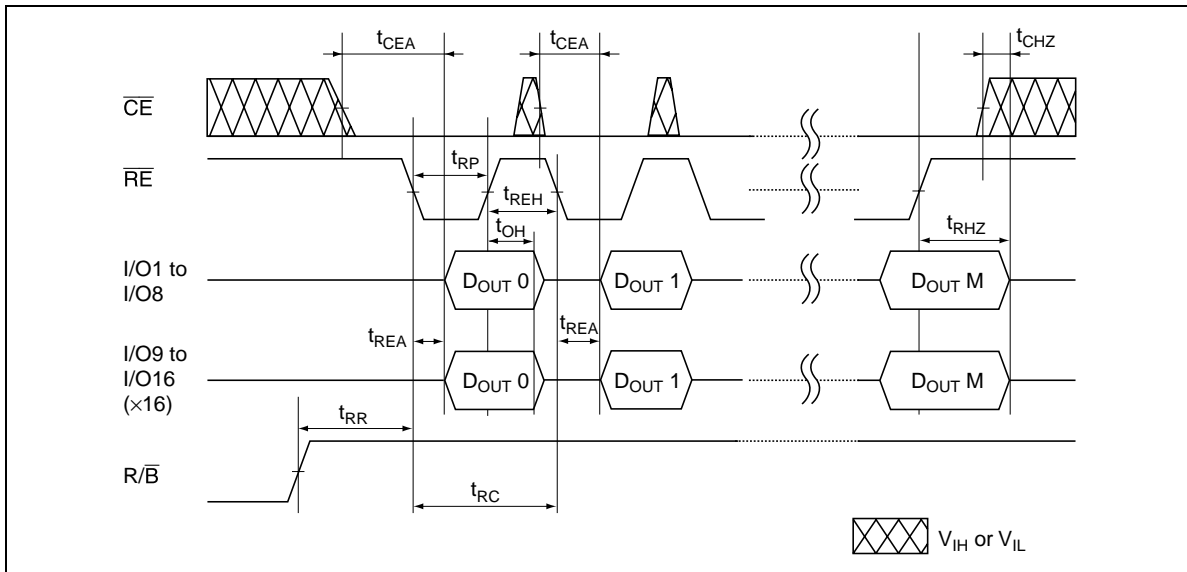 tCEA tCEA tCHZ
CE
RE
tRP
tREH
tOH
tRHZ
I/O1 to
I/O8
DOUT 0 DOUT 1 DOUT M
tREA tREA
I/O9 to
I/O16
(×16)
DOUT 0 DOUT 1 DOUT M
tRR
R/B
tRC
VIH or VIL